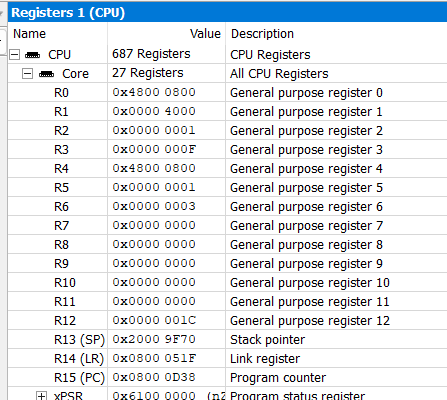 Registers 1 (CPU)
Name Value Description
CPU 687 Registers CPU Registers
Core 27 Registers All CPU Registers
R0 0x4800 0800 General purpose register 0
R1 0x0000 4000 General purpose register 1
R2 0x0000 0001 General purpose register 2
R3 0x0000 000F General purpose register 3
R4 0x4800 0800 General purpose register 4
R5 0x0000 0001 General purpose register 5
R6 0x0000 0003 General purpose register 6
R7 0x0000 0000 General purpose register 7
R8 0x0000 0000 General purpose register 8
R9 0x0000 0000 General purpose register 9
R10 0x0000 0000 General purpose register 10
R11 0x0000 0000 General purpose register 11
R12 0x0000 001C General purpose register 12
R13 (SP) 0x2000 9F70 Stack pointer
R14 (LR) 0x0800 051F Link register
R15 (PC) 0x0800 0D38 Program counter
xPSR 0x6100 0000 Program status register